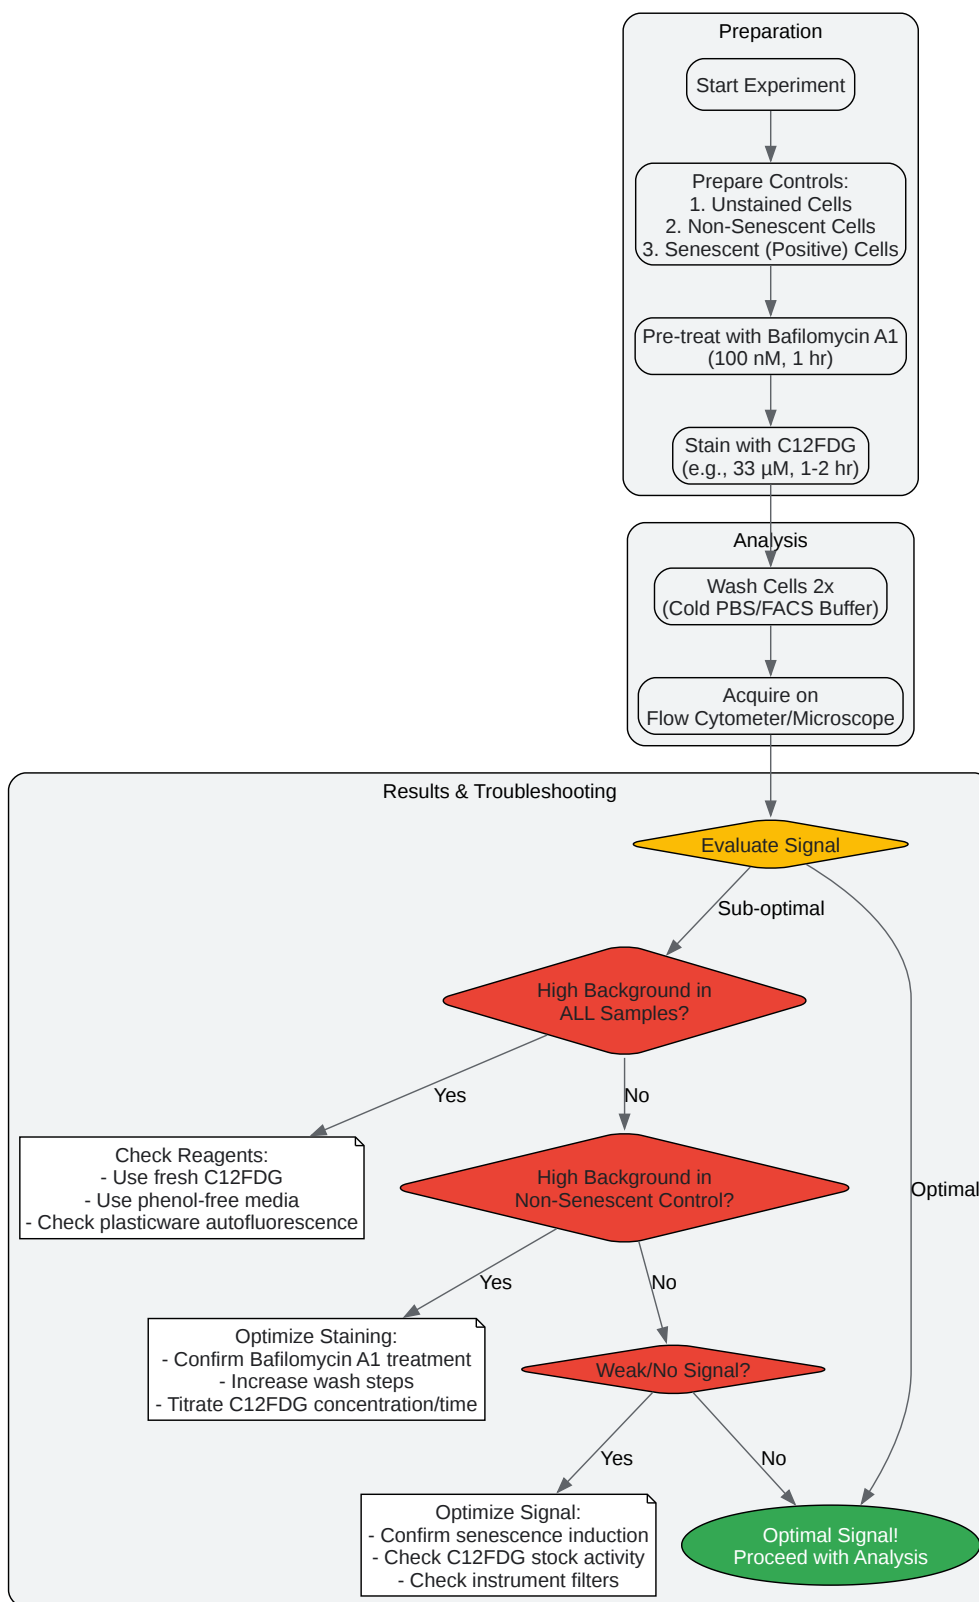 Preparation
Start Experiment
Prepare Controls:
1. Unstained Cells
2. Non-Senescent Cells
3. Senescent (Positive) Cells
Pre-treat with Bafilomycin A1
(100 nM, 1 hr)
Stain with C12FDG
(e.g., 33 µM, 1-2 hr)
Analysis
Wash Cells 2x
(Cold PBS/FACS Buffer)
Acquire on
Flow Cytometer/Microscope
Results & Troubleshooting
Evaluate Signal
Sub-optimal
High Background in
ALL Samples?
Yes
No
Check Reagents:
- Use fresh C12FDG
- Use phenol-free media
- Check plasticware autofluorescence
High Background in
Non-Senescent Control?
Optimal
Yes
No
Optimize Staining:
- Confirm Bafilomycin A1 treatment
- Increase wash steps
- Titrate C12FDG concentration/time
Weak/No Signal?
Yes
No
Optimize Signal:
- Confirm senescence induction
- Check C12FDG stock activity
- Check instrument filters
Optimal Signal!
Proceed with Analysis